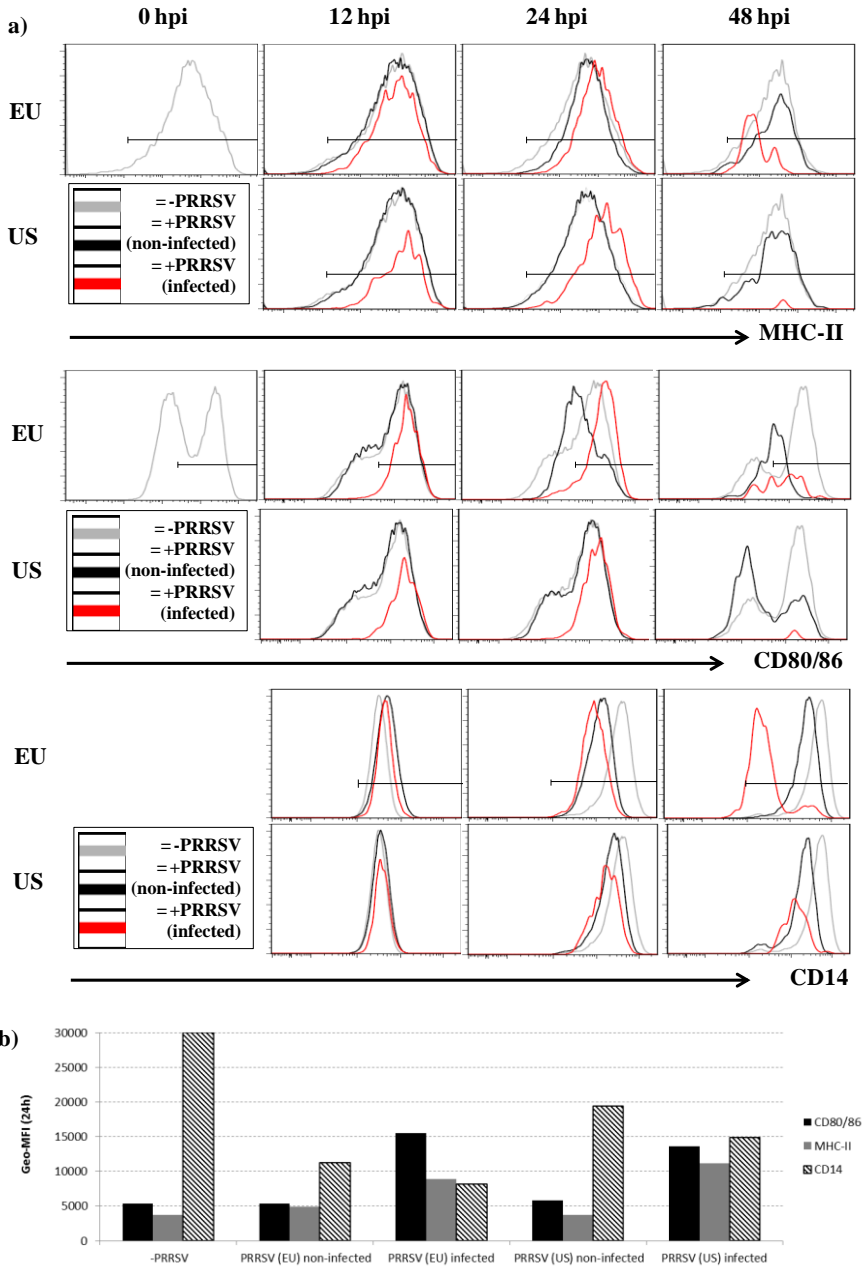 a)
0 hpi 12 hpi 24 hpi 48 hpi
EU
US
= -PRRSV
= +PRRSV
(non-infected)
= +PRRSV
(infected)
MHC-II
EU
US
= -PRRSV
= +PRRSV
(non-infected)
= +PRRSV
(infected)
CD80/86
EU
US
= -PRRSV
= +PRRSV
(non-infected)
= +PRRSV
(infected)
CD14
b)
30000
25000
20000
15000
10000
5000
0
Geo-MFI (24h)
-PRRSV PRRSV (EU) non-infected PRRSV (EU) infected PRRSV (US) non-infected PRRSV (US) infected
CD80/86
MHC-II
CD14